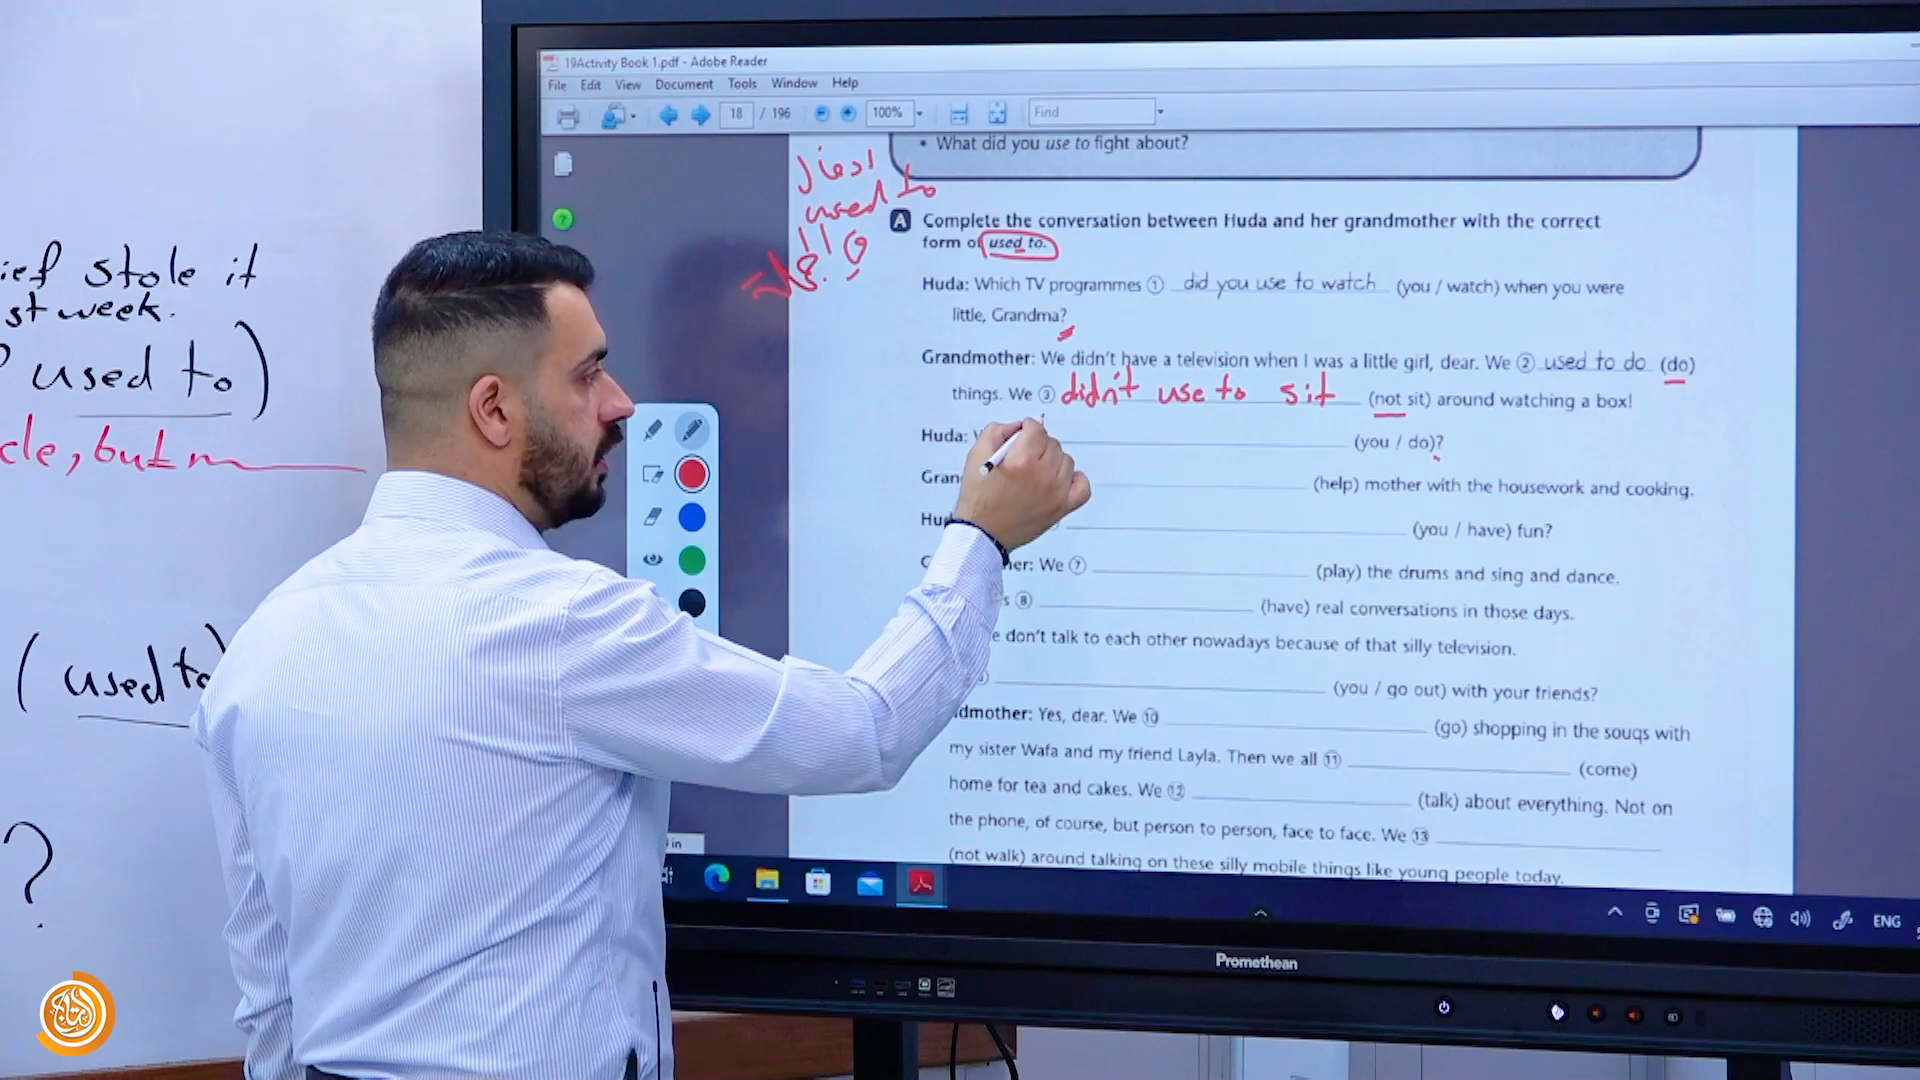 19Activity Book 1.pdf - Adobe Reader
File Edit View Document Tools Window Help
18 / 196 100% Find
• What did you use to fight about?
used to
A Complete the conversation between Huda and her grandmother with the correct
form of used to.
Huda: Which TV programmes ① did you use to watch (you / watch) when you were
little, Grandma?
Grandmother: We didn't have a television when I was a little girl, dear. We ② used to do (do)
things. We ③ didn't use to sit (not sit) around watching a box!
Huda: (you / do)?
(help) mother with the housework and cooking.
(you / have) fun?
We ⑦ (play) the drums and sing and dance.
⑧ (have) real conversations in those days.
don't talk to each other nowadays because of that silly television.
(you / go out) with your friends?
Yes, dear. We ⑩ (go) shopping in the souqs with
my sister Wafa and my friend Layla. Then we all ⑪ (come)
home for tea and cakes. We ⑫ (talk) about everything. Not on
the phone, of course, but person to person, face to face. We ⑬
(not walk) around talking on these silly mobile things like young people today.
stole it
week.
used to)
, but
(used to)
?
in
ENG
Promethean